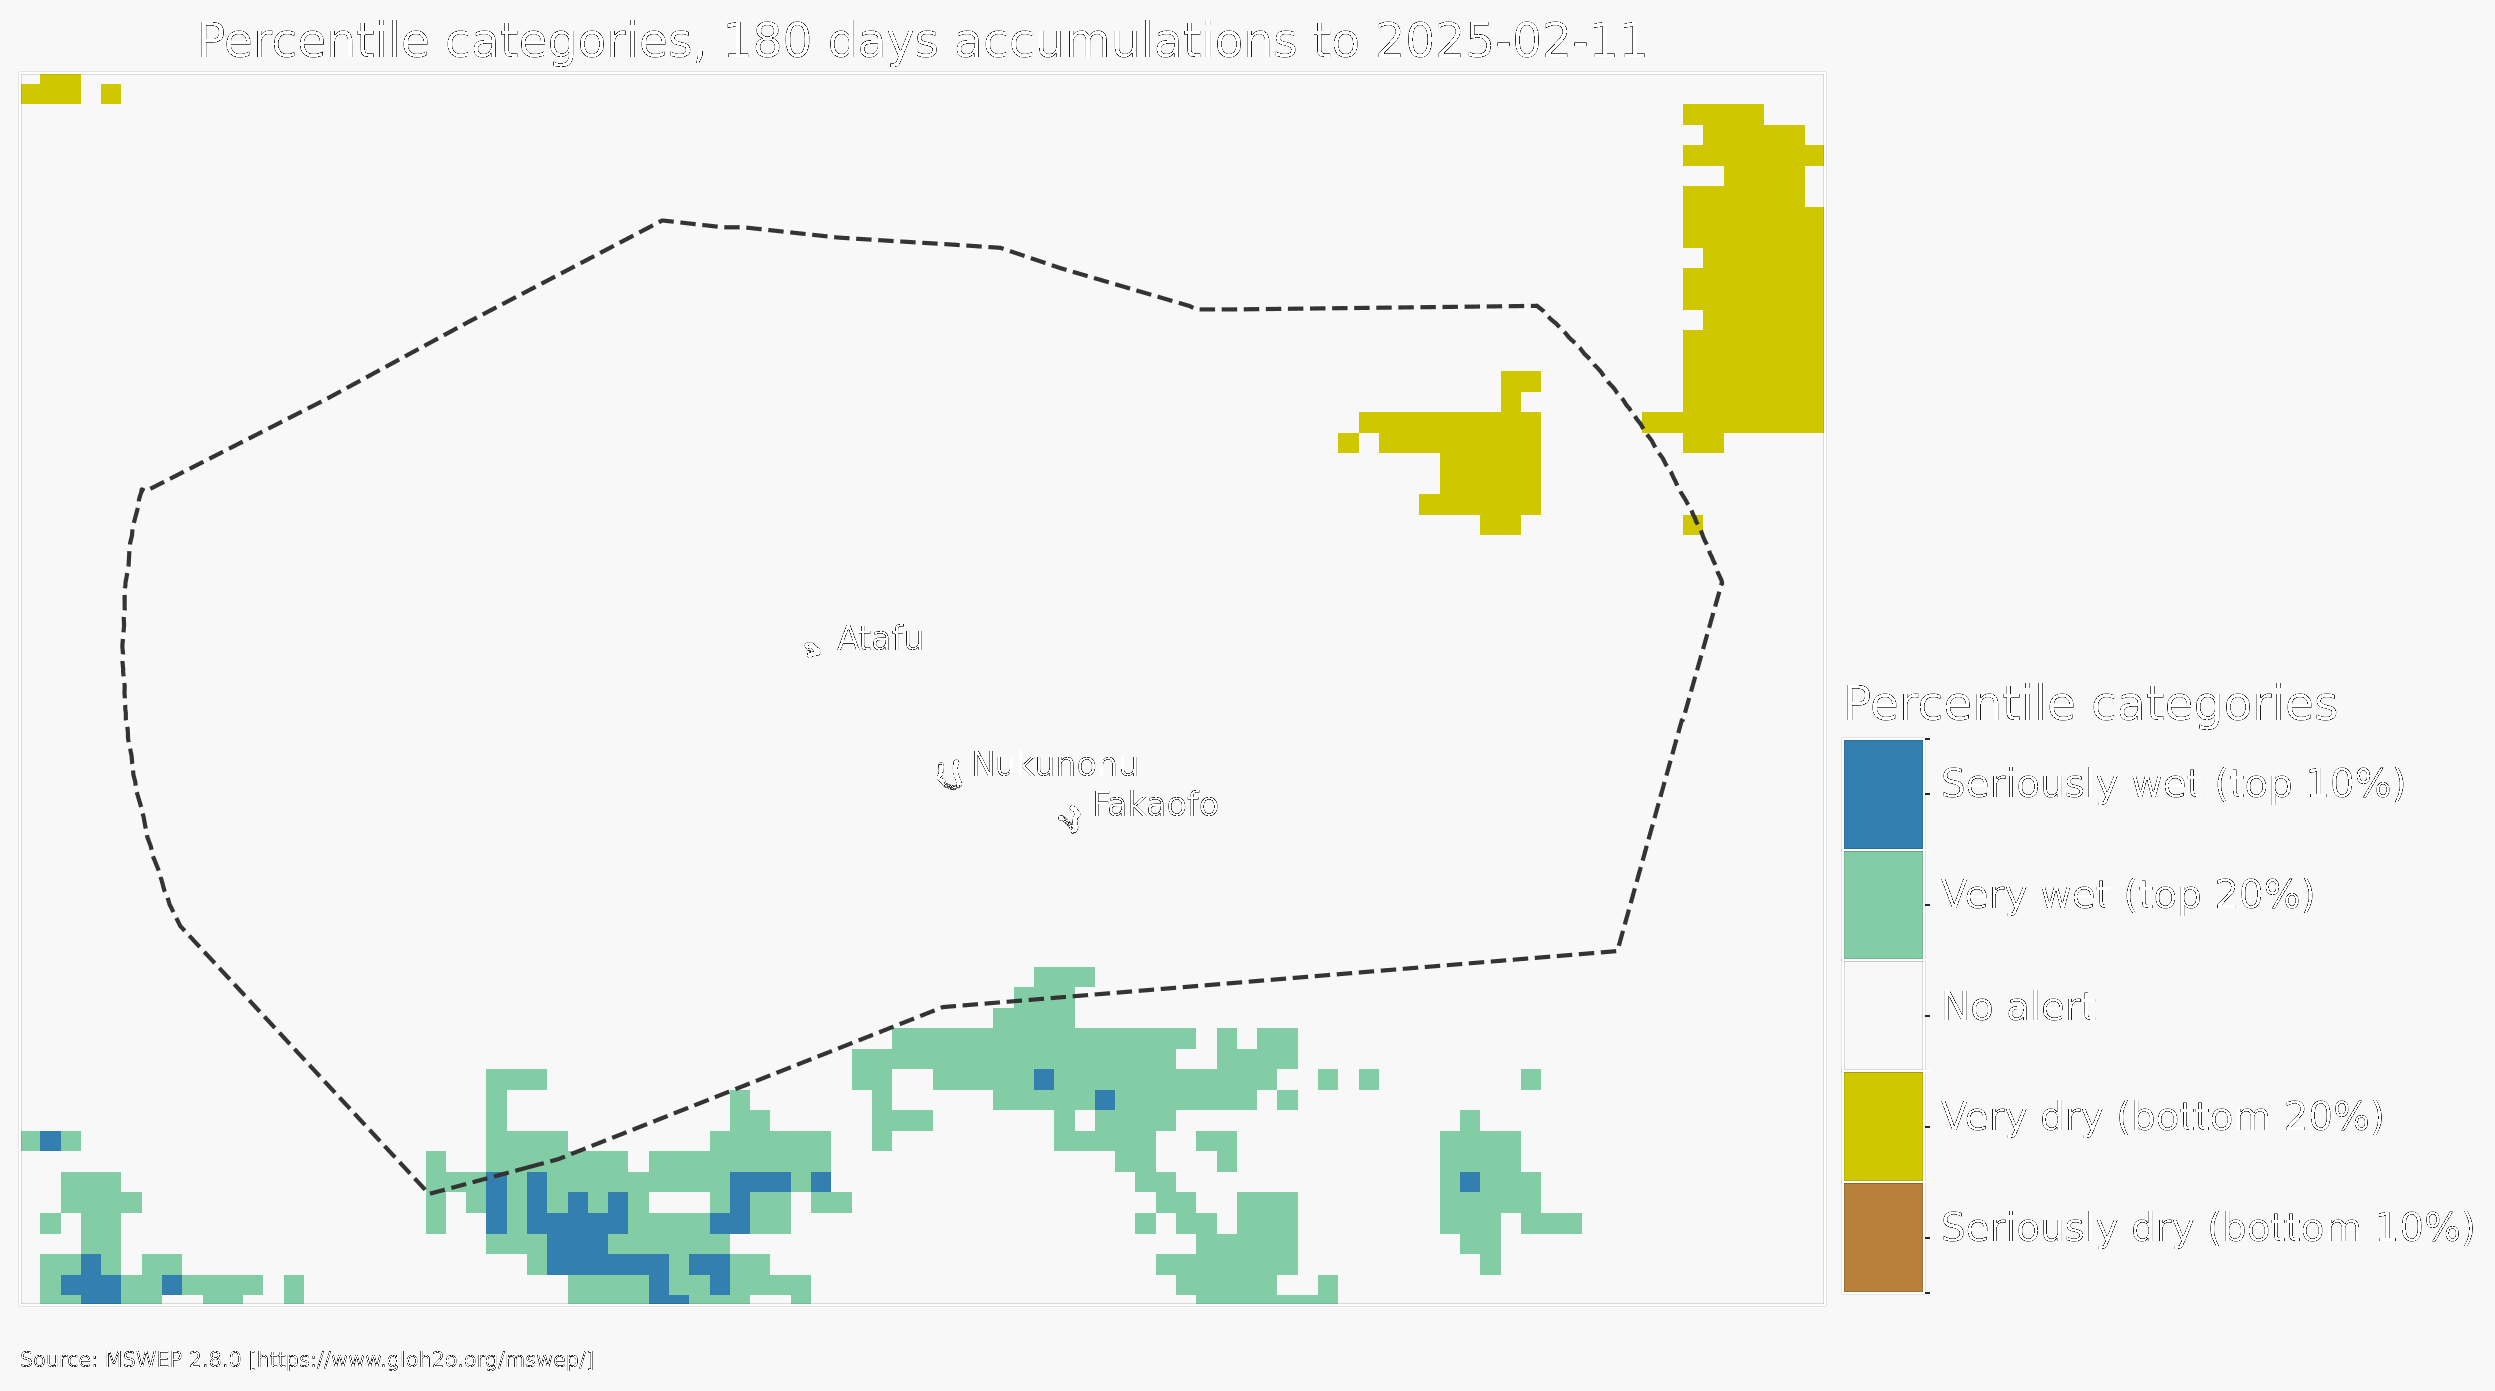 Percentile categories, 180 days accumulations to 2025-02-11
Atafu
Nukunonu
Fakaofo
Percentile categories
Seriously wet (top 10%)
Very wet (top 20%)
No alert
Very dry (bottom 20%)
Seriously dry (bottom 10%)
Source: MSWEP 2.8.0 [https://www.gloh2o.org/mswep/]